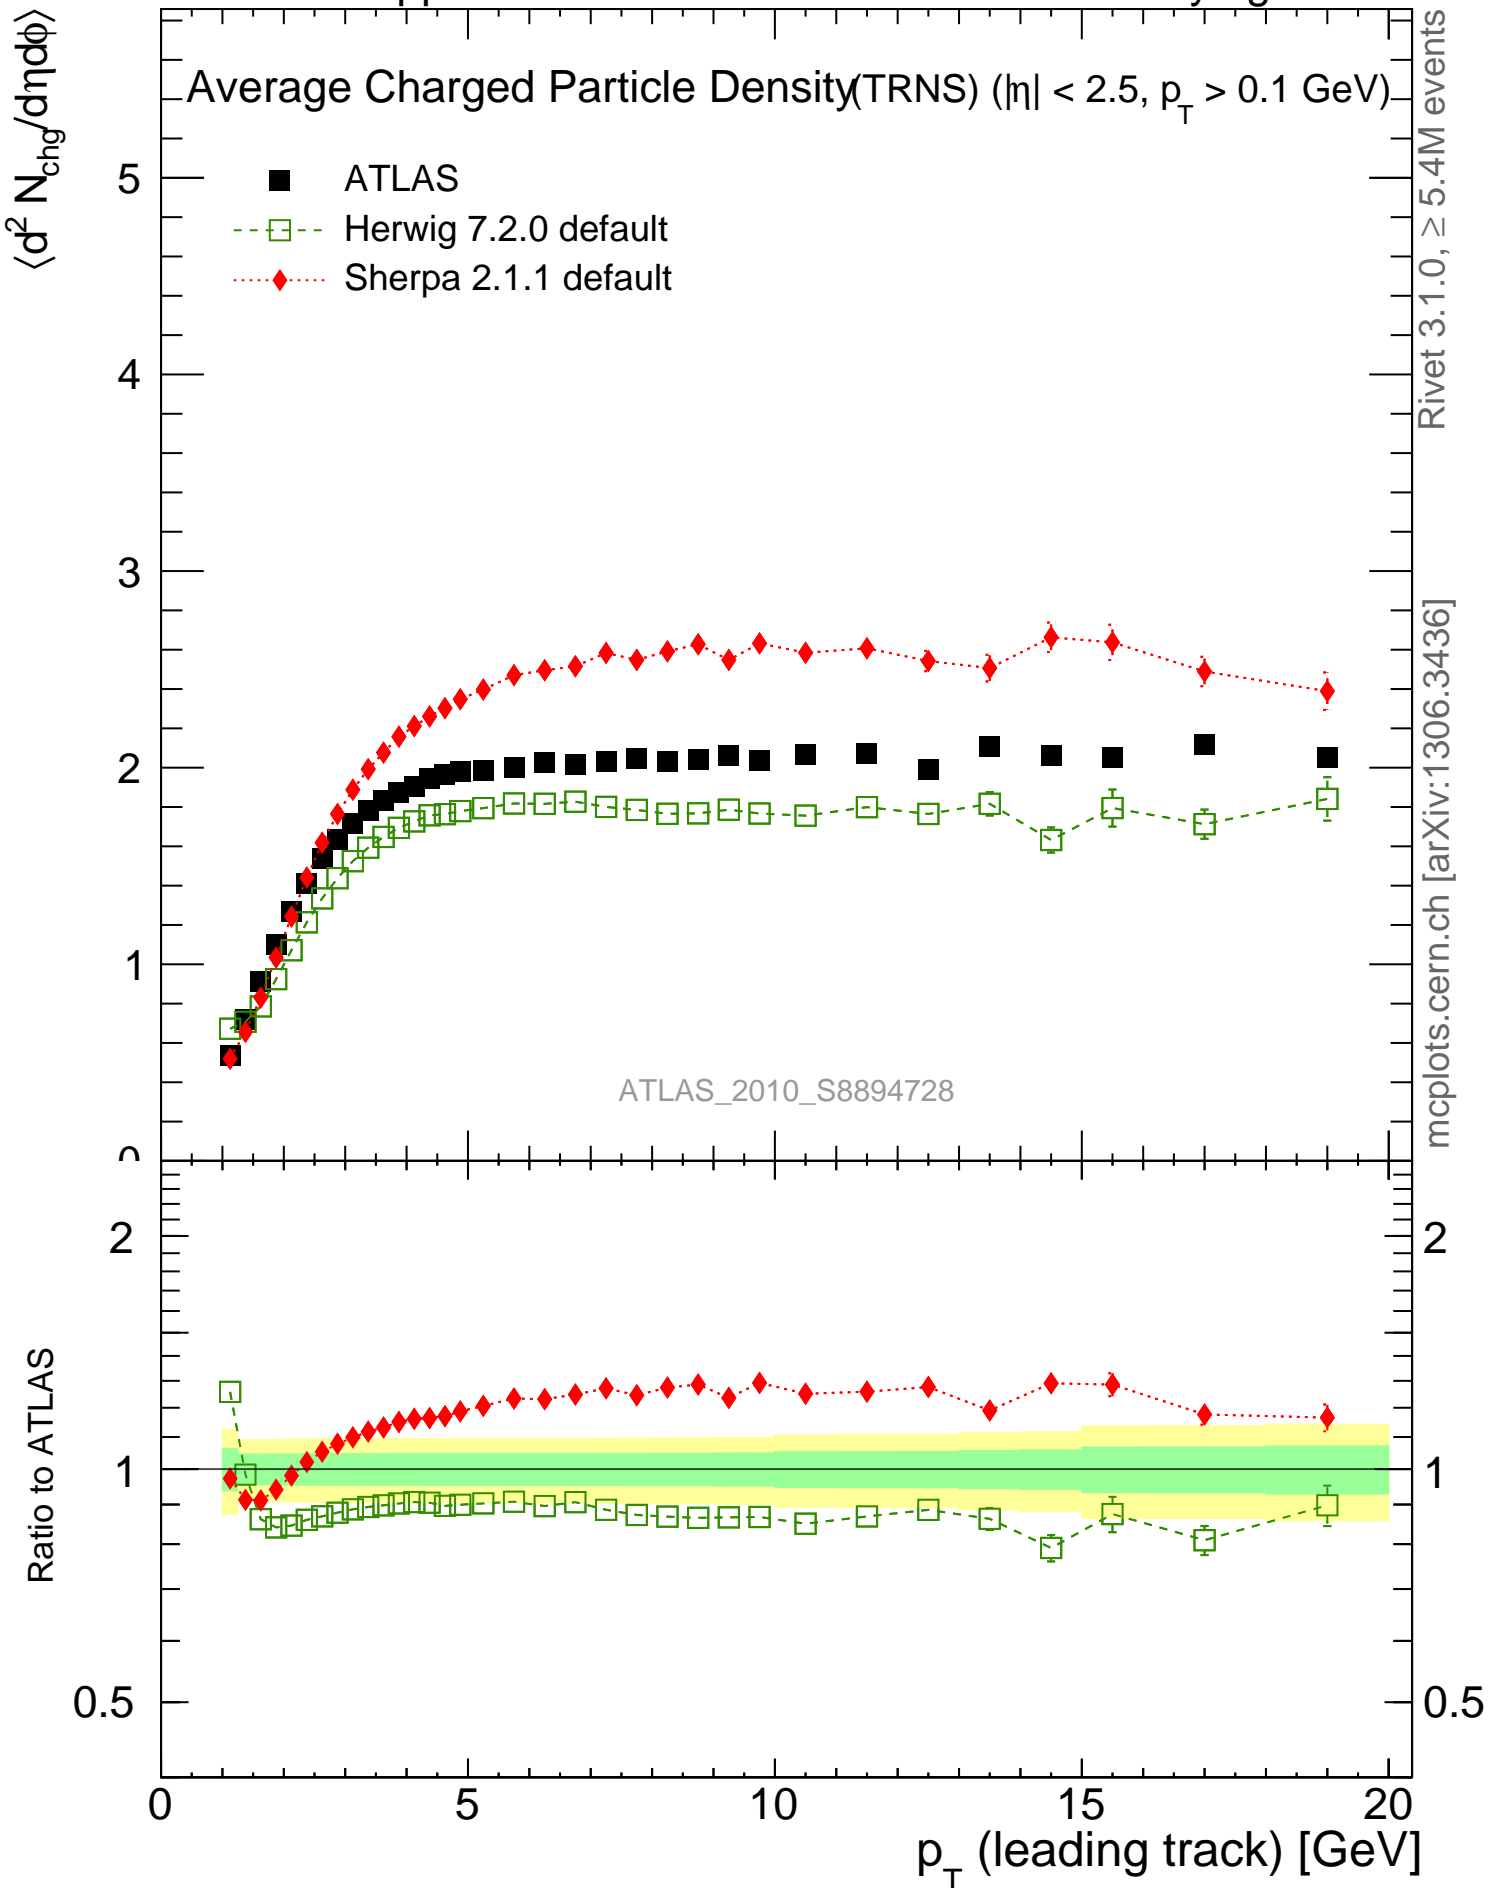 ⟨d² N_chg/dηdϕ⟩
Average Charged Particle Density (TRNS) (|η| < 2.5, p_T > 0.1 GeV)
ATLAS
Herwig 7.2.0 default
Sherpa 2.1.1 default
5
4
3
2
1
0
ATLAS_2010_S8894728
Rivet 3.1.0, ≥ 5.4M events
mcplots.cern.ch [arXiv:1306.3436]
Ratio to ATLAS
2
1
0.5
2
1
0.5
0 5 10 15 20
p_T (leading track) [GeV]